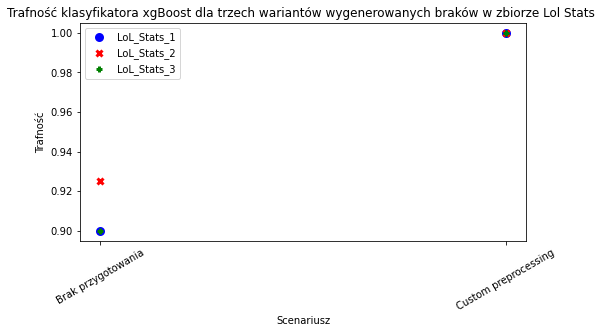 Trafność klasyfikatora xgBoost dla trzech wariantów wygenerowanych braków w zbiorze Lol Stats
LoL_Stats_1
LoL_Stats_2
LoL_Stats_3
1.00
0.98
0.96
0.94
0.92
0.90
Trafność
Brak przygotowania
Custom preprocessing
Scenariusz